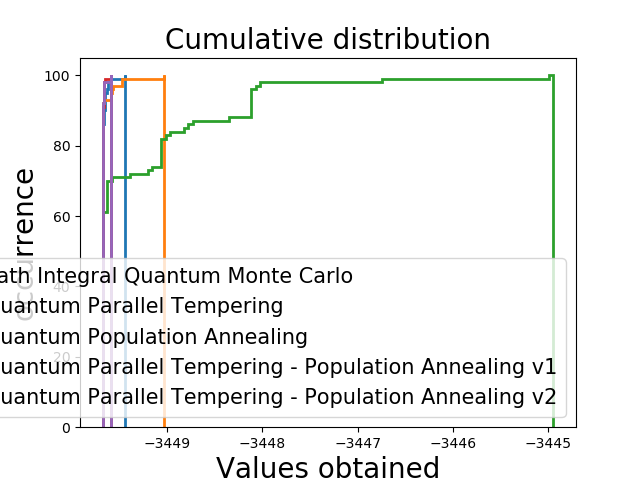 Cumulative distribution
100
80
60
40
20
0
occurrence
ath Integral Quantum Monte Carlo
uantum Parallel Tempering
uantum Population Annealing
uantum Parallel Tempering - Population Annealing v1
uantum Parallel Tempering - Population Annealing v2
−3449 −3448 −3447 −3446 −3445
Values obtained